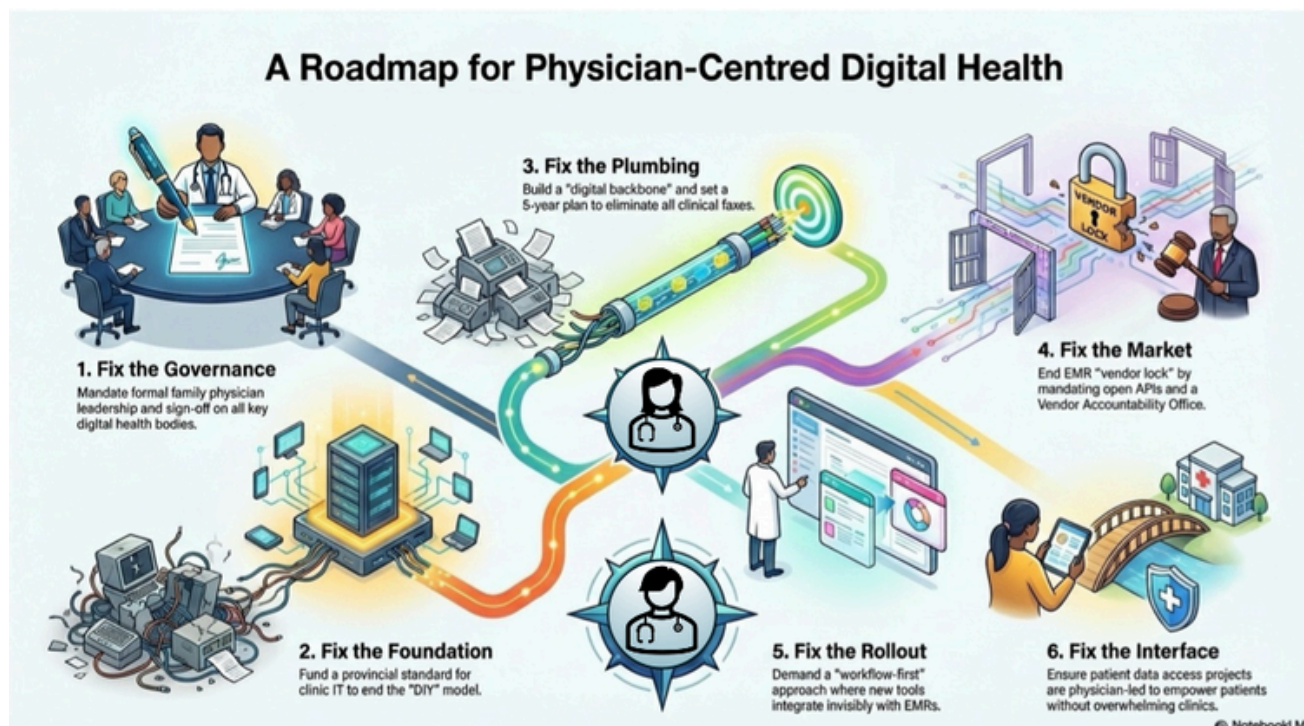 A Roadmap for Physician-Centred Digital Health
1. Fix the Governance
Mandate formal family physician
leadership and sign-off on all key
digital health bodies.
2. Fix the Foundation
Fund a provincial standard for
clinic IT to end the "DIY" model.
3. Fix the Plumbing
Build a "digital backbone" and set a
5-year plan to eliminate all clinical faxes.
VENDOR
LOCK
4. Fix the Market
End EMR "vendor lock" by
mandating open APIs and a
Vendor Accountability Office.
5. Fix the Rollout
Demand a "workflow-first"
approach where new tools
integrate invisibly with EMRs.
6. Fix the Interface
Ensure patient data access projects
are physician-led to empower patients
without overwhelming clinics.